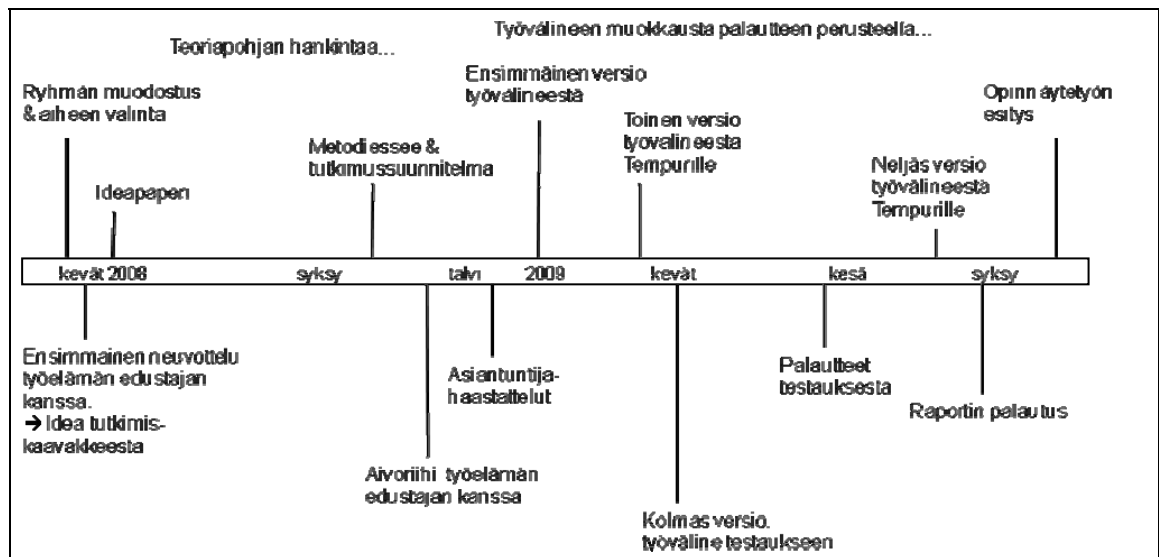 Työvälineen muokkausta palautteen perusteella...
Teoriapohjan hankintaa...
Ryhmän muodostus
& aiheen valinta
Ideapaperi
Metodiessee &
tutkimussuunnitelma
Ensimmäinen versio
työvälineestä
Toinen versio
työvälineestä
Tempurille
Neljäs versio
työvälineestä
Tempurille
Opinnäytetyön
esitys
kevät 2008 syksy talvi 2009 kevät kesä syksy
Ensimmainen neuvottelu
työelämän edustajan
kanssa.
→ Idea tutkimis-
kaavakkeesta
Aivoriihi työelämän
edustajan kanssa
Asiantuntija-
haastattelut
Kolmas versio.
työväline testaukseen
Palautteet
testauksesta
Raportin palautus